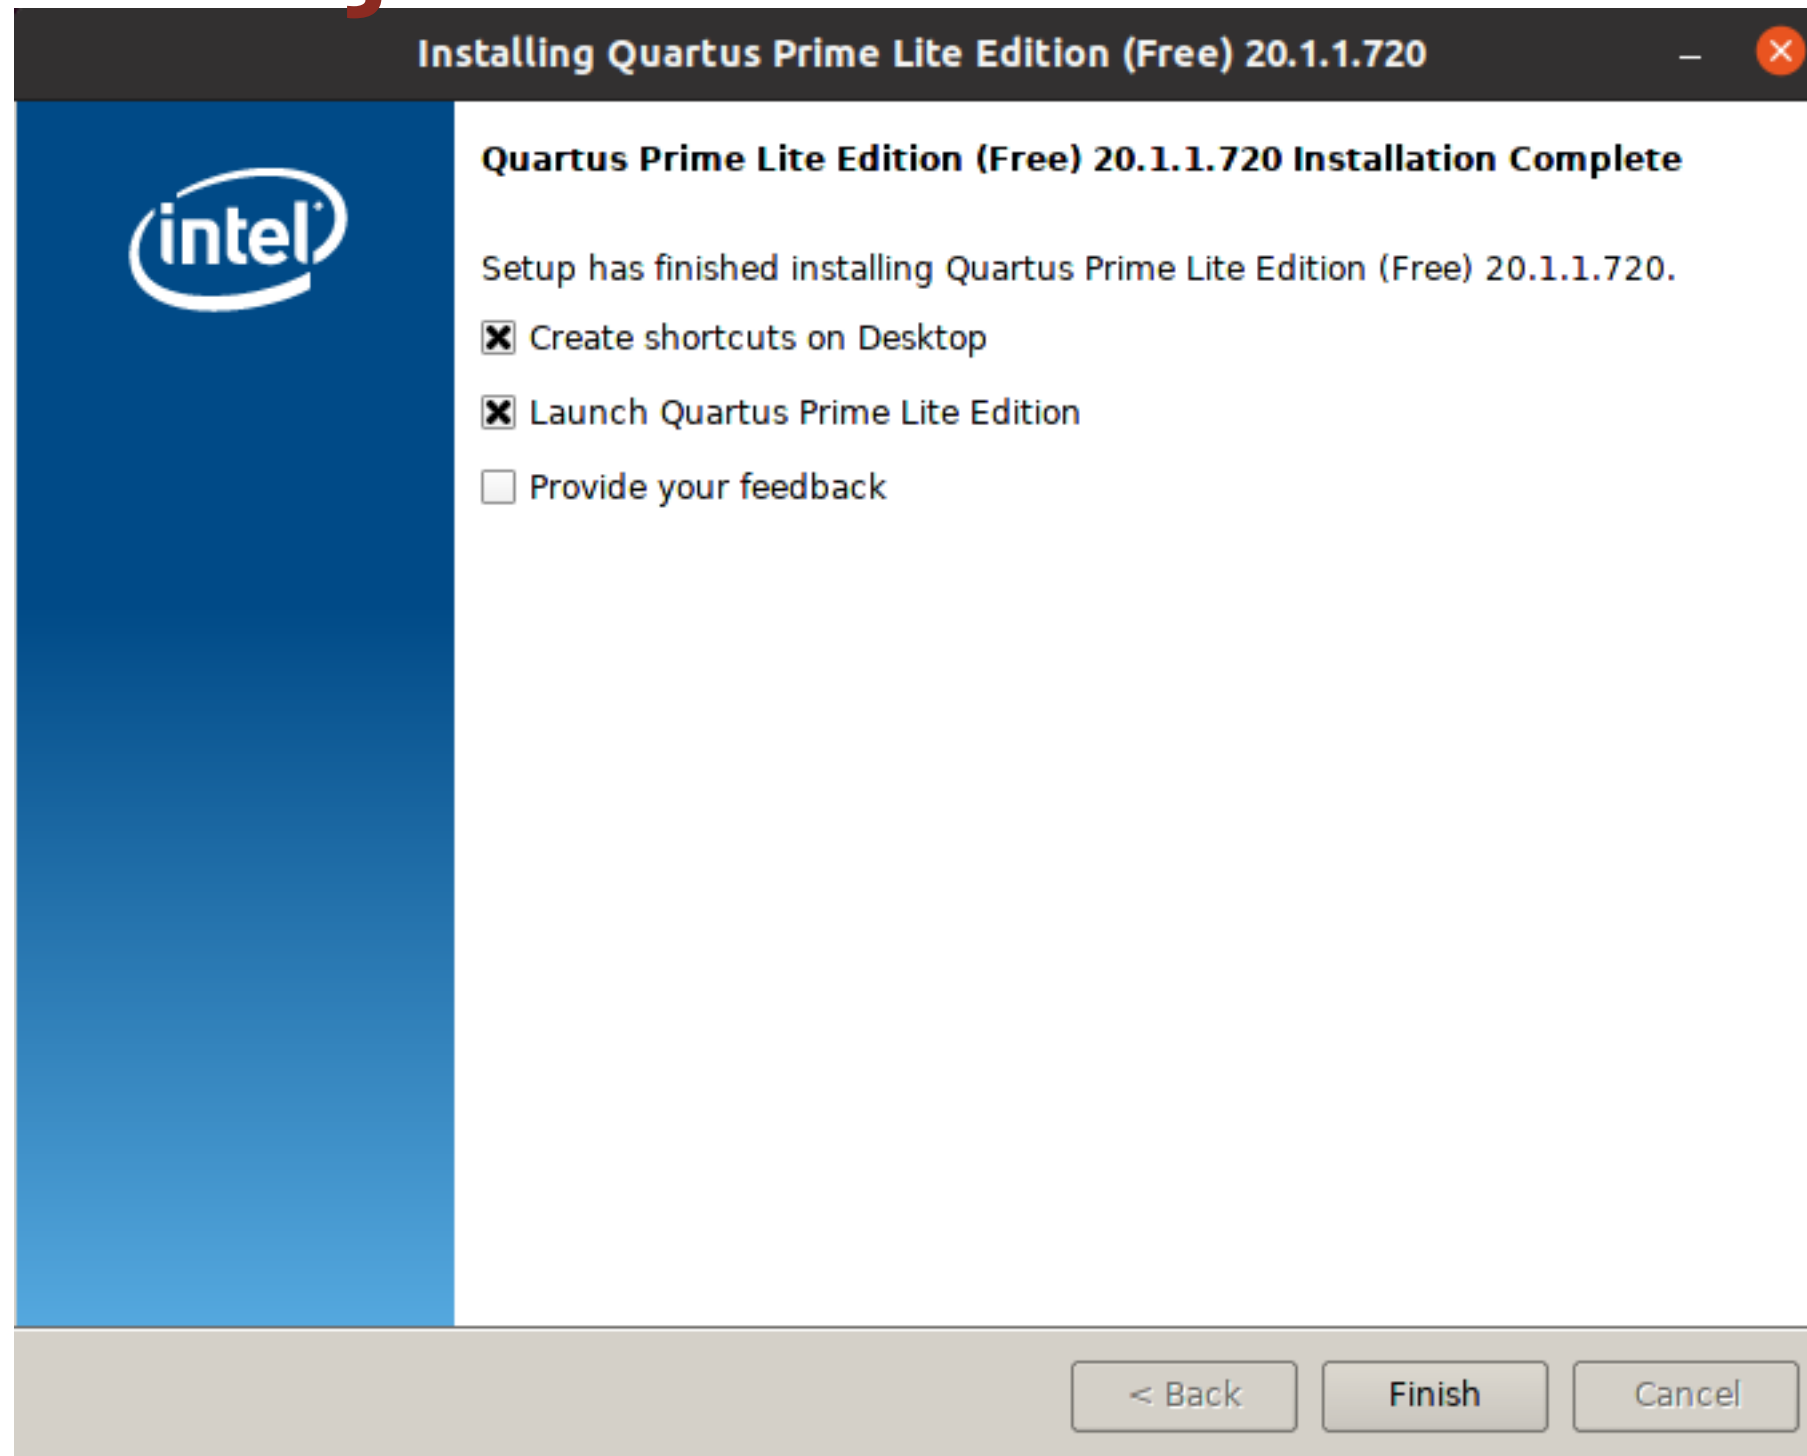 Installing Quartus Prime Lite Edition (Free) 20.1.1.720
intel
Quartus Prime Lite Edition (Free) 20.1.1.720 Installation Complete
Setup has finished installing Quartus Prime Lite Edition (Free) 20.1.1.720.
Create shortcuts on Desktop
Launch Quartus Prime Lite Edition
Provide your feedback
< Back
Finish
Cancel